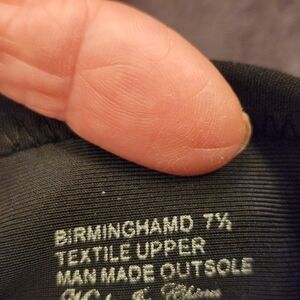 BIRMINGHAMD 7½
TEXTILE UPPER
MAN MADE OUTSOLE
&